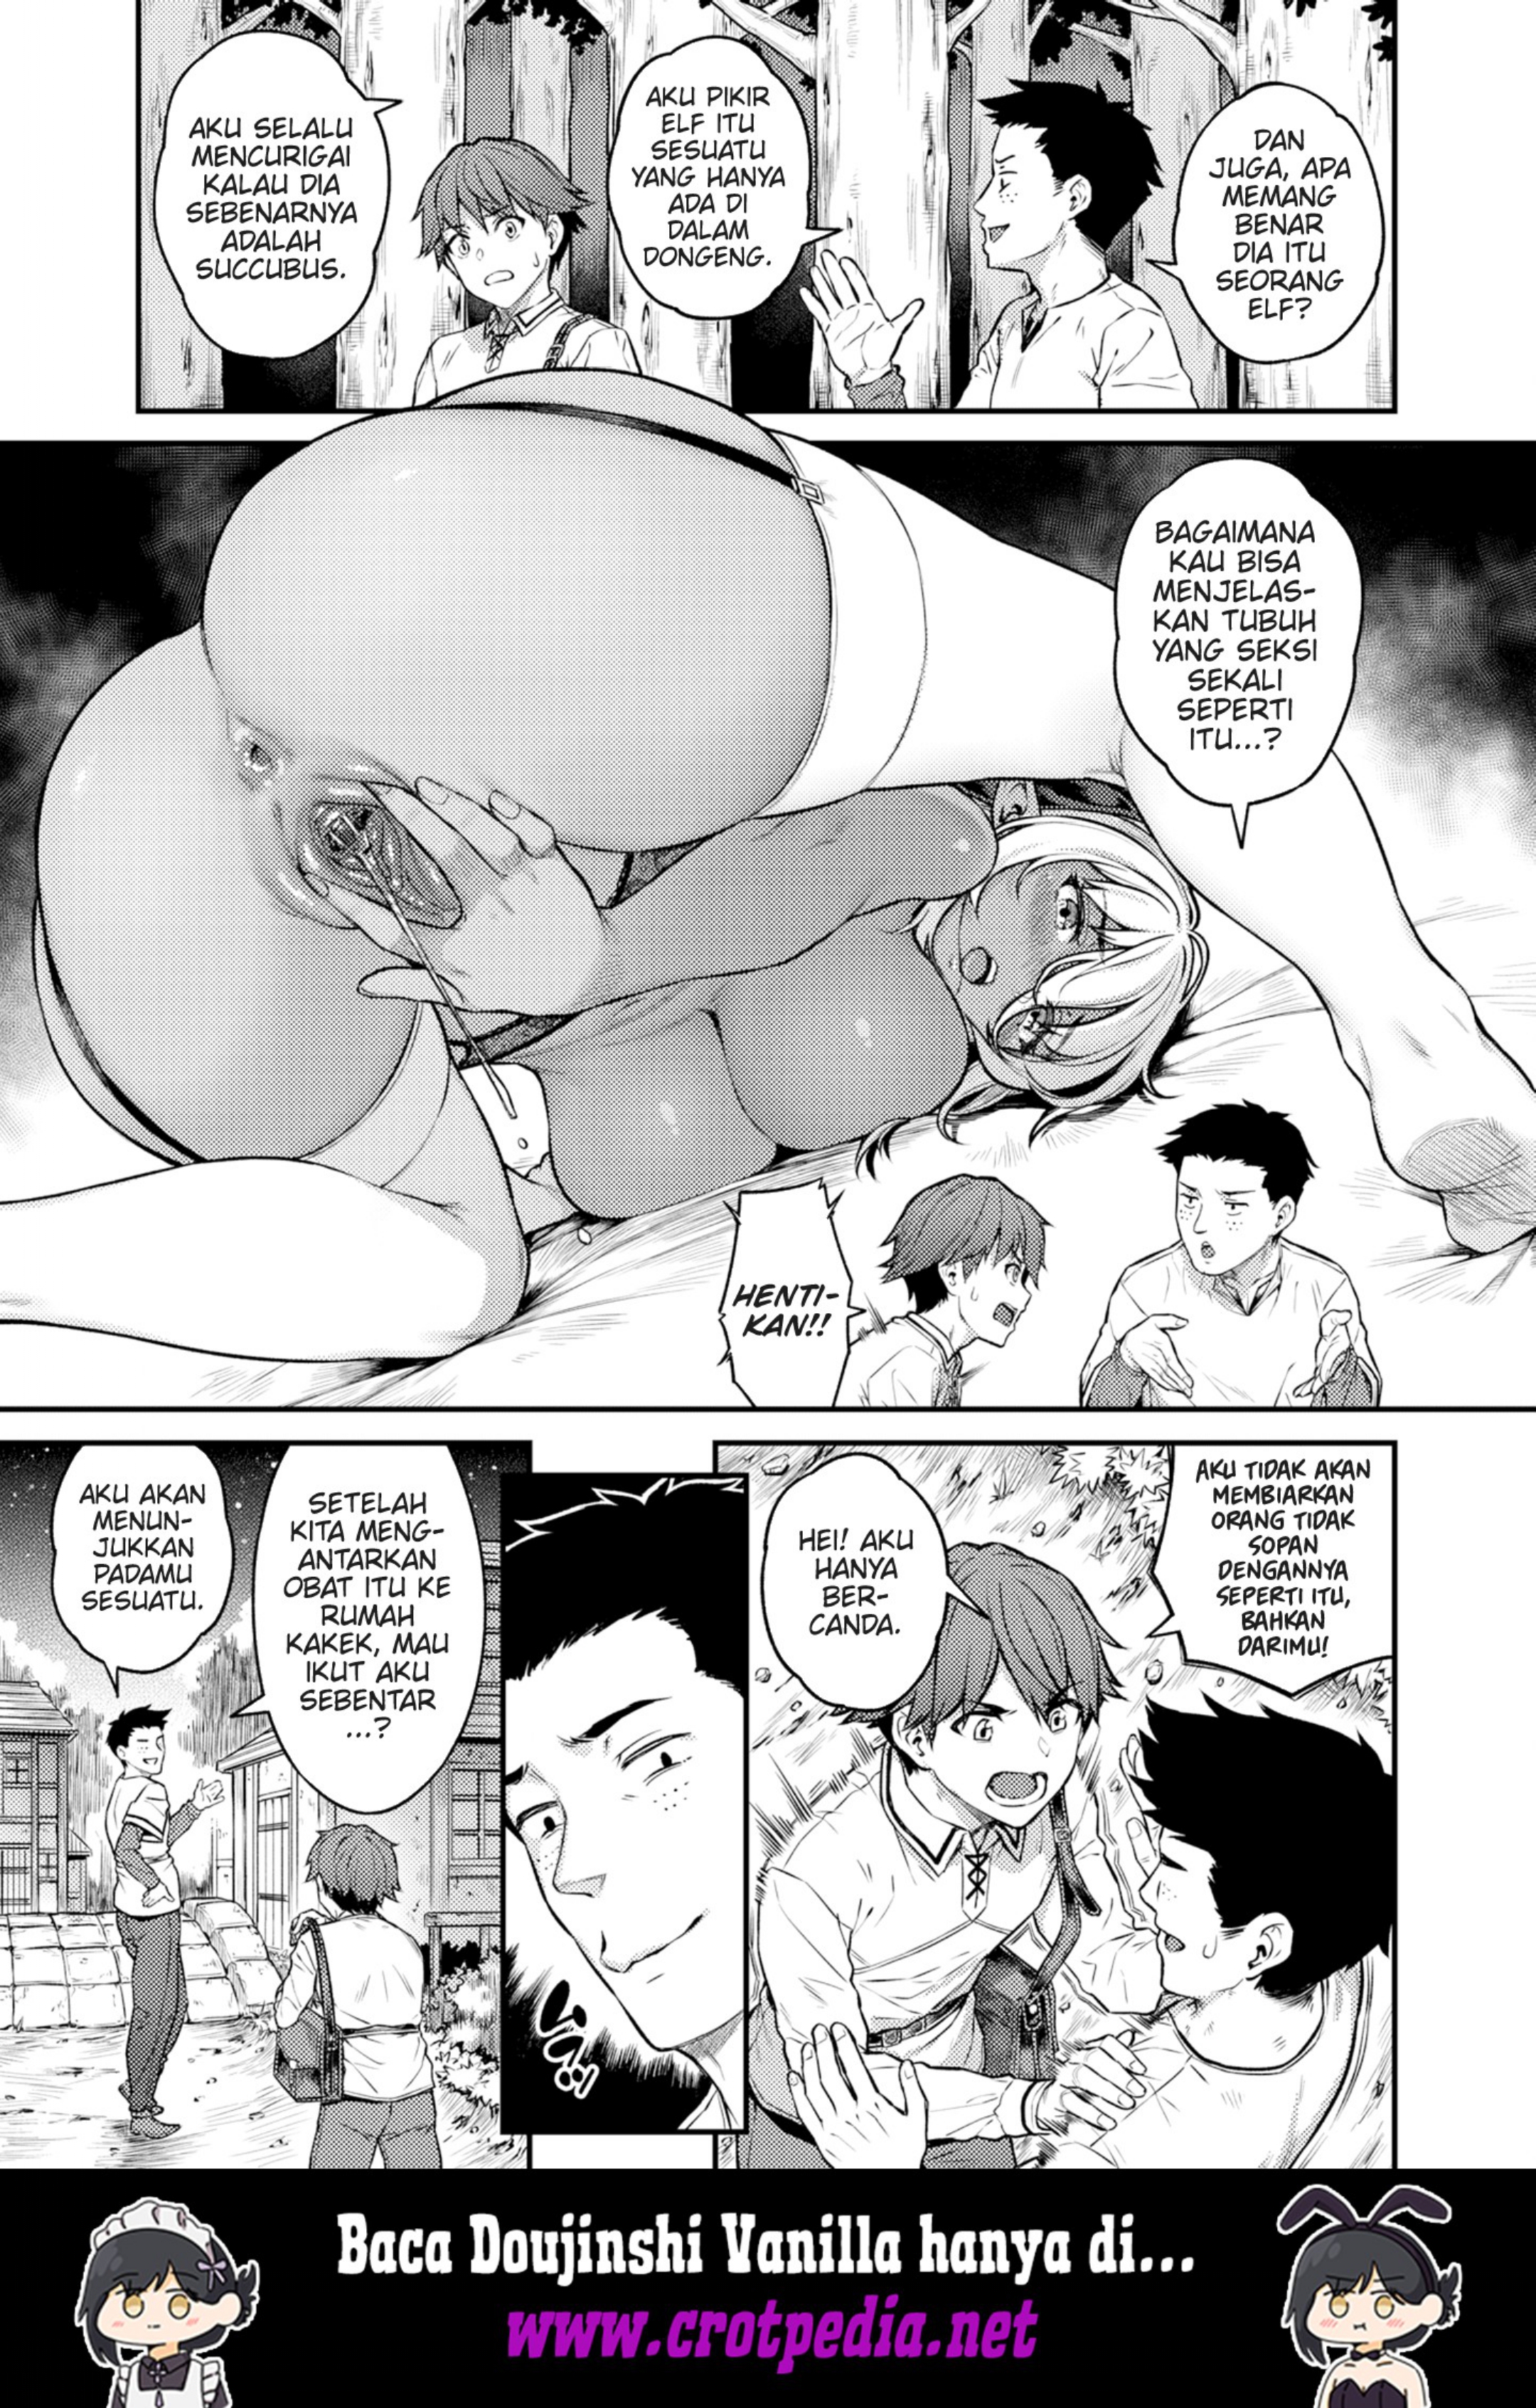 DAN
JUGA, APA
MEMANG
BENAR
DIA ITU
SEORANG
ELF?
AKU PIKIR
ELF ITU
SESUATU
YANG HANYA
ADA DI
DALAM
DONGENG.
AKU SELALU
MENCURIGAI
KALAU DIA
SEBENARNYA
ADALAH
SUCCUBUS.
BAGAIMANA
KAU BISA
MENJELAS-
KAN TUBUH
YANG SEKSI
SEKALI
SEPERTI
ITU...?
HENTI-
KAN!!
AKU TIDAK AKAN
MEMBIARKAN
ORANG TIDAK
SOPAN
DENGANNYA
SEPERTI ITU,
BAHKAN
DARIMU!
HEI! AKU
HANYA
BER-
CANDA.
SETELAH
KITA MENG-
ANTARKAN
OBAT ITU KE
RUMAH
KAKEK, MAU
IKUT AKU
SEBENTAR
...?
AKU AKAN
MENUN-
JUKKAN
PADAMU
SESUATU.
Baca Doujinshi Vanilla hanya di...
www.crotpedia.net